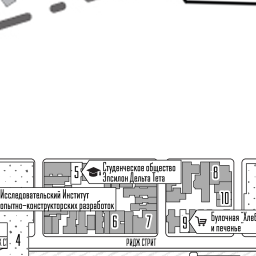 5
Студенческое общество
Эпсилон Дельта Тета
8
Исследовательский Институт
опытно-конструкторских разработок
10
6
7
9
Булочная "Хлеб
и печенье
4
РИДЖ СТРИТ